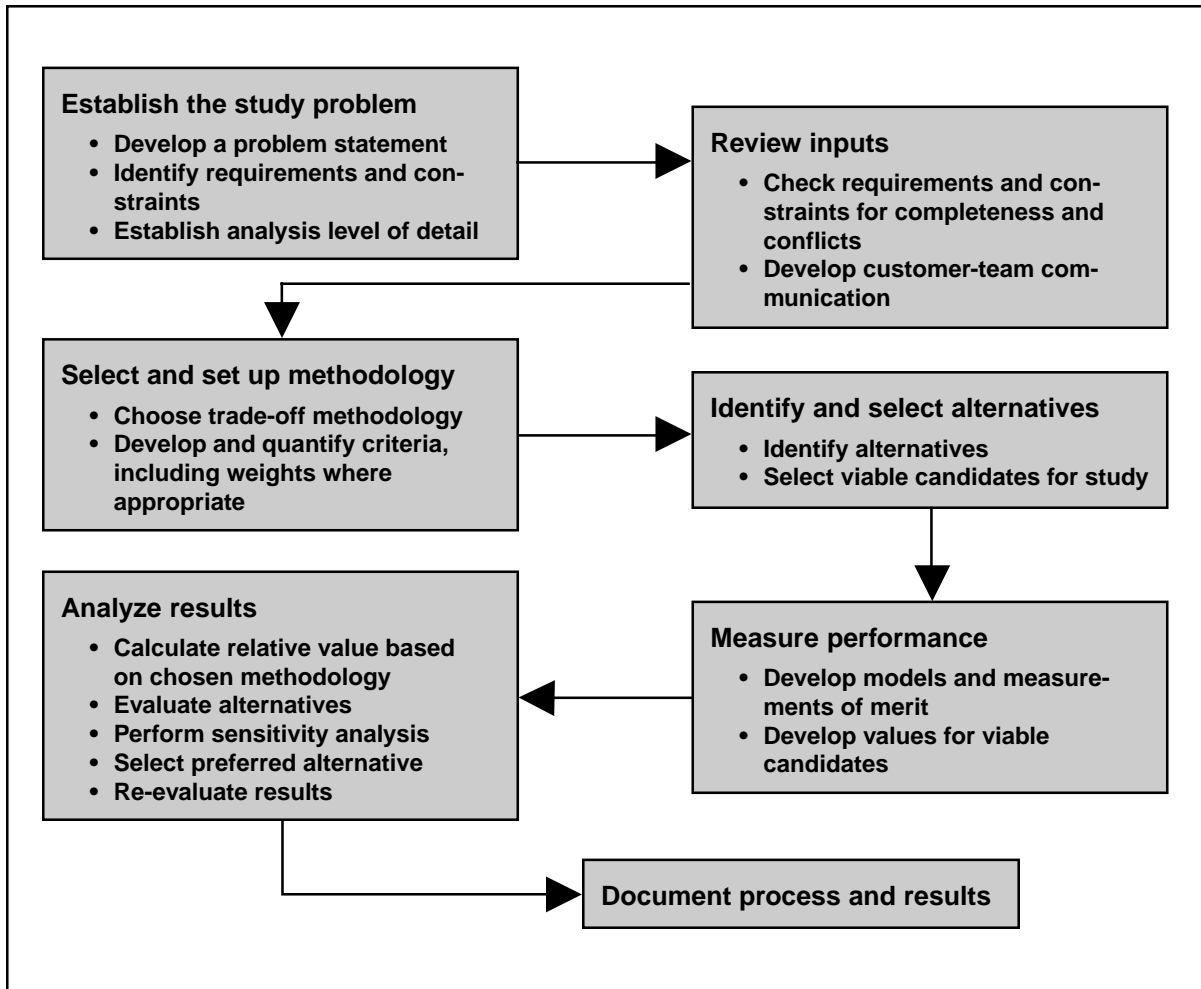 Establish the study problem
• Develop a problem statement
• Identify requirements and con-
straints
• Establish analysis level of detail
Review inputs
• Check requirements and con-
straints for completeness and
conflicts
• Develop customer-team com-
munication
Select and set up methodology
• Choose trade-off methodology
• Develop and quantify criteria,
including weights where
appropriate
Identify and select alternatives
• Identify alternatives
• Select viable candidates for study
Measure performance
• Develop models and measure-
ments of merit
• Develop values for viable
candidates
Analyze results
• Calculate relative value based
on chosen methodology
• Evaluate alternatives
• Perform sensitivity analysis
• Select preferred alternative
• Re-evaluate results
Document process and results